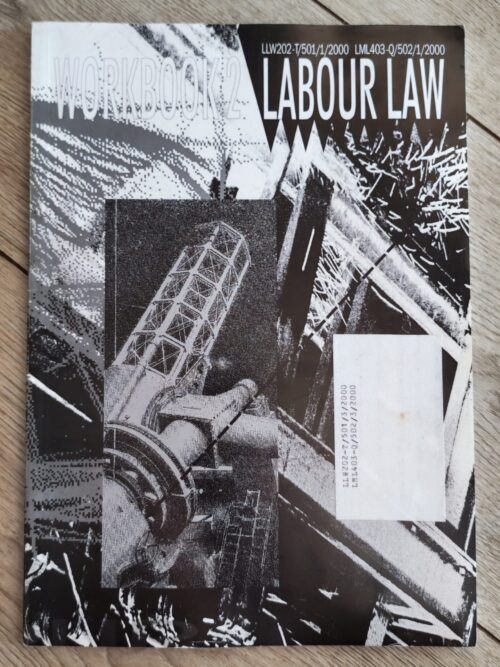 LLW202-T/501/1/2000 LML403-Q/502/1/2000
WORKBOOK 2 LABOUR LAW
LLW202-T/501/3/2000
LML403-Q/502/3/2000